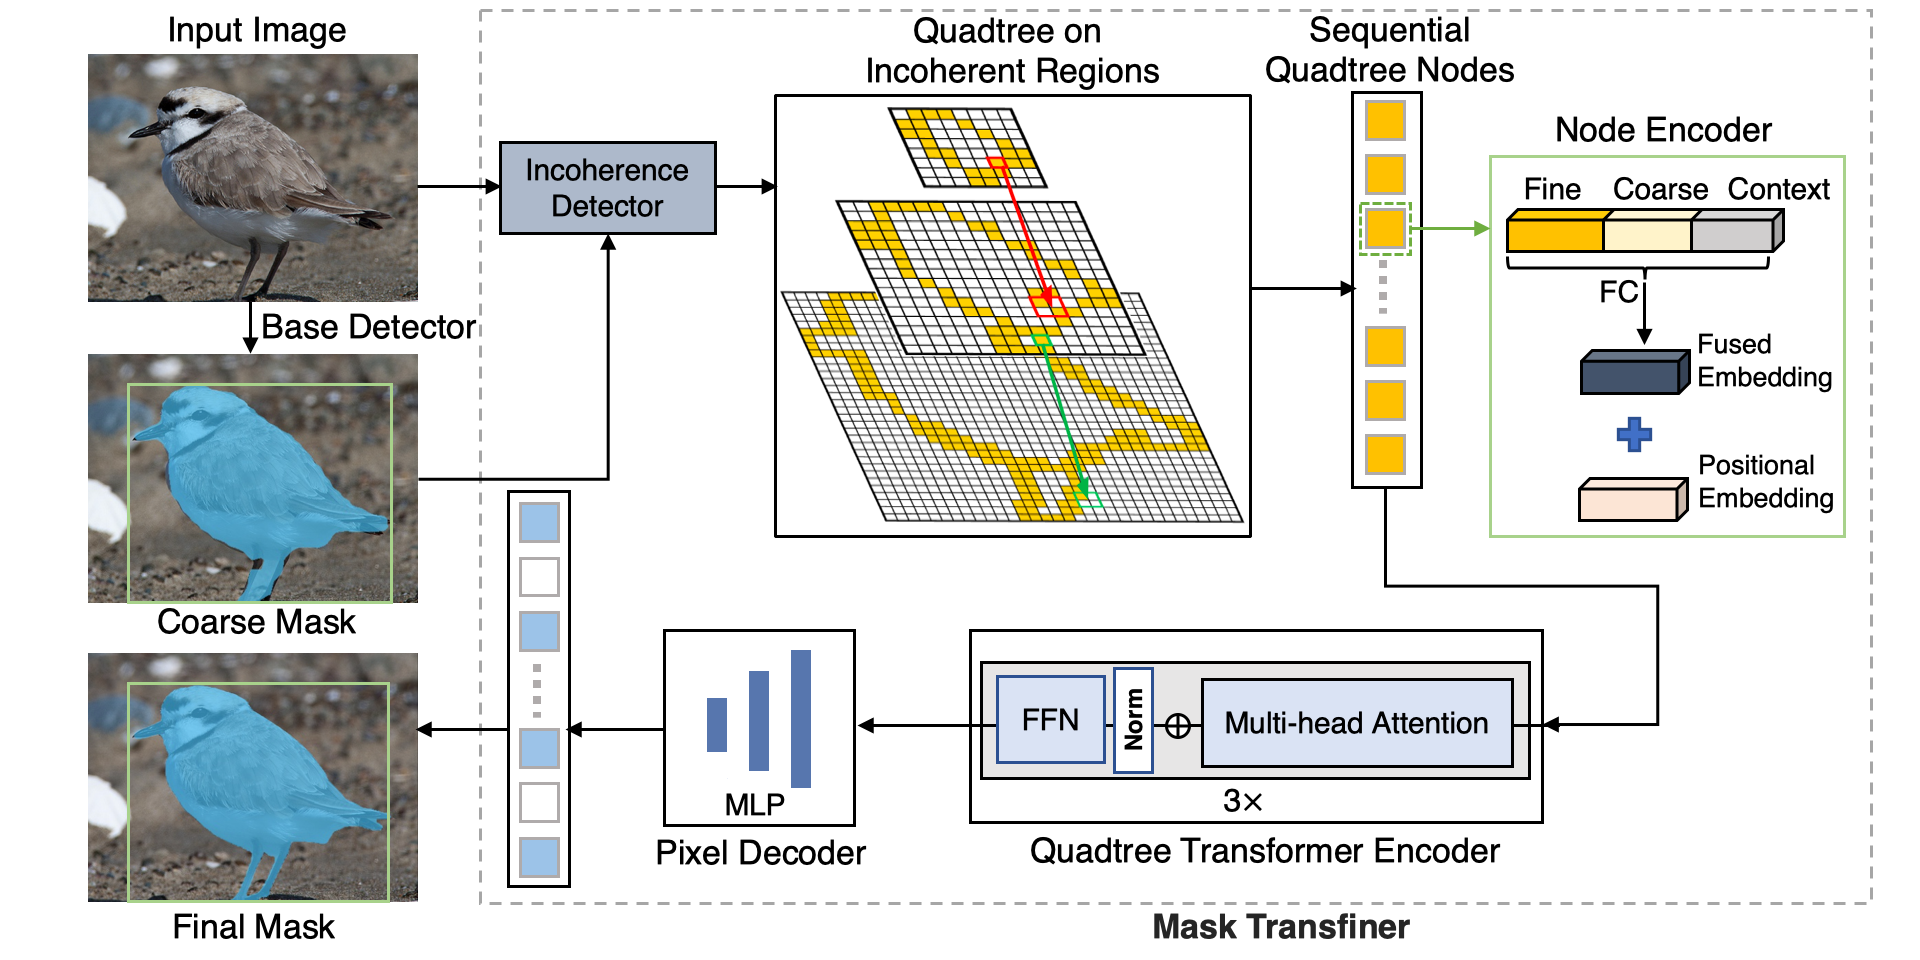 Input Image
Base Detector
Coarse Mask
Final Mask
Incoherence
Detector
Quadtree on
Incoherent Regions
Sequential
Quadtree Nodes
Node Encoder
Fine Coarse Context
FC
Fused
Embedding
Positional
Embedding
MLP
Pixel Decoder
FFN
Norm
Multi-head Attention
3×
Quadtree Transformer Encoder
Mask Transfiner